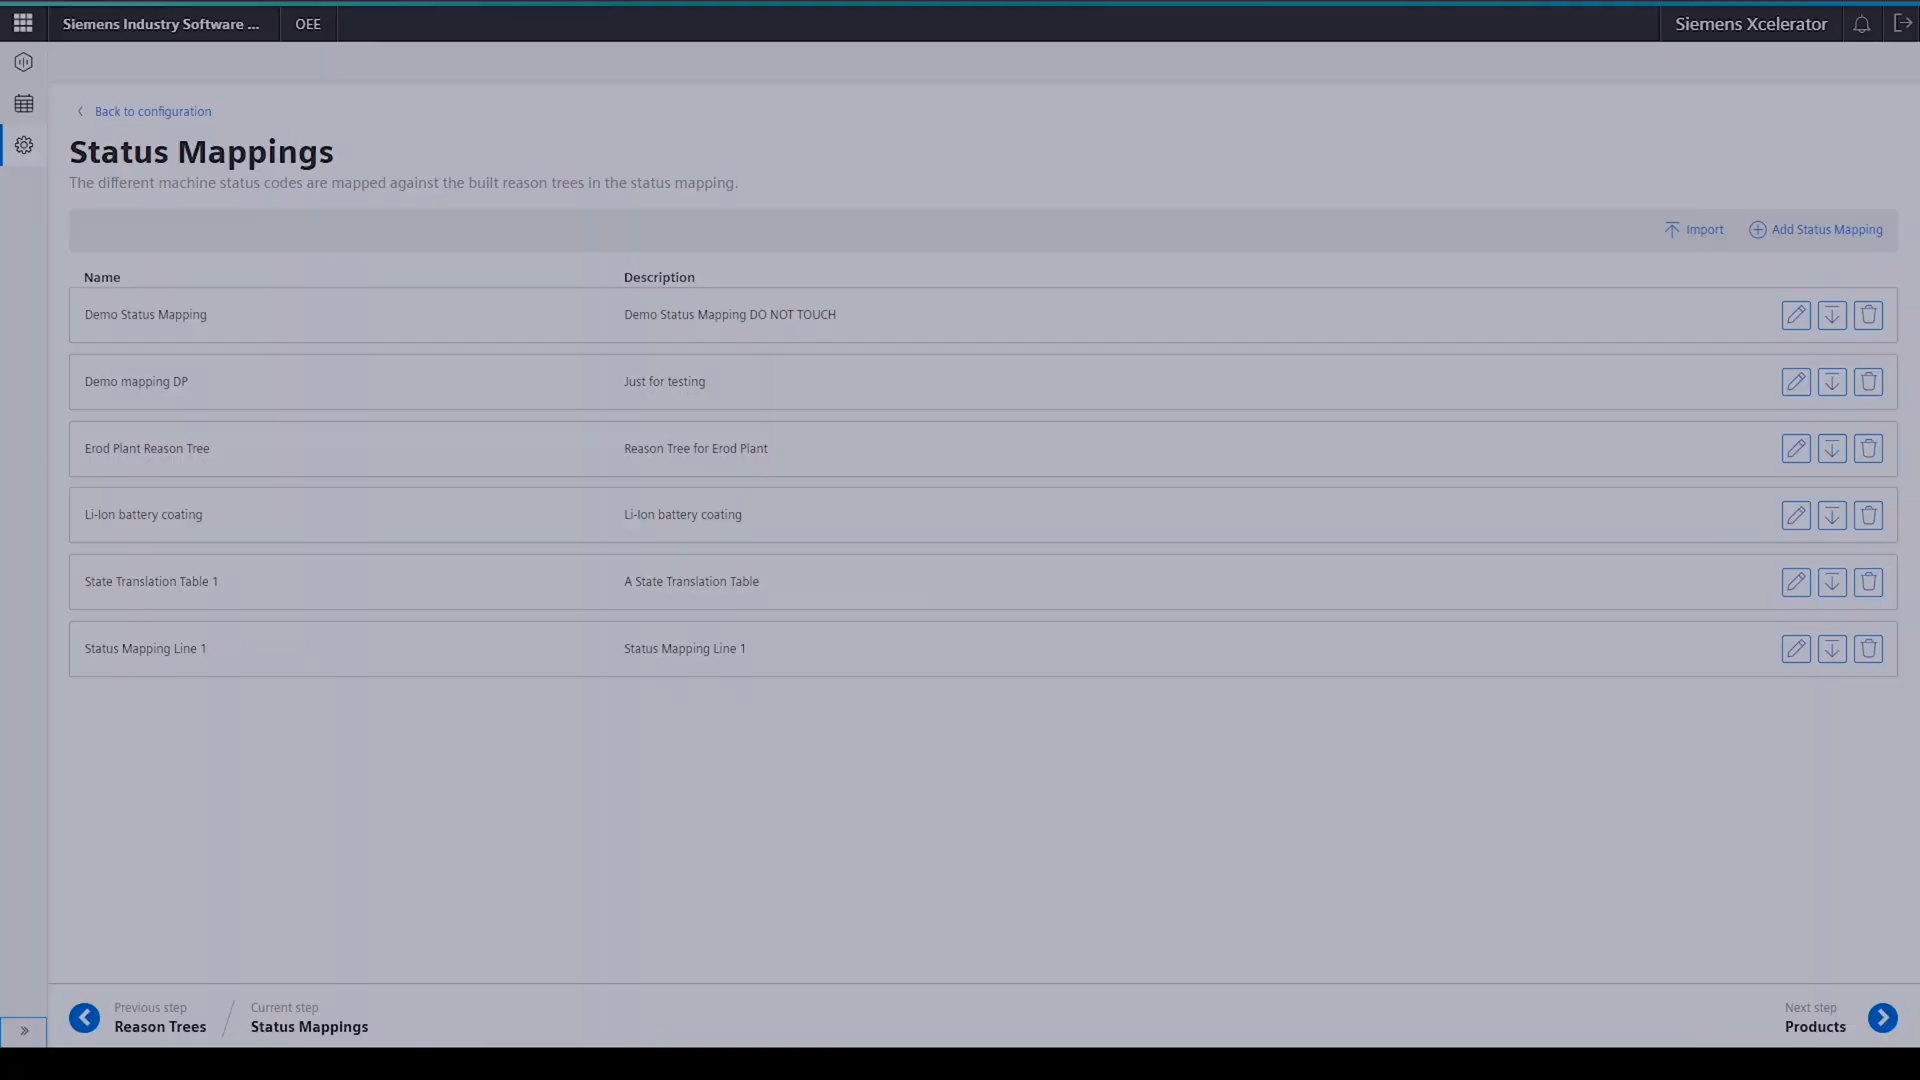 Siemens Industry Software ...
OEE
Siemens Xcelerator
Back to configuration
Status Mappings
The different machine status codes are mapped against the built reason trees in the status mapping.
Import
Add Status Mapping
Name Description
Demo Status Mapping Demo Status Mapping DO NOT TOUCH
Demo mapping DP Just for testing
Erod Plant Reason Tree Reason Tree for Erod Plant
Li-Ion battery coating Li-Ion battery coating
State Translation Table 1 A State Translation Table
Status Mapping Line 1 Status Mapping Line 1
Previous step
Reason Trees
Current step
Status Mappings
Next step
Products